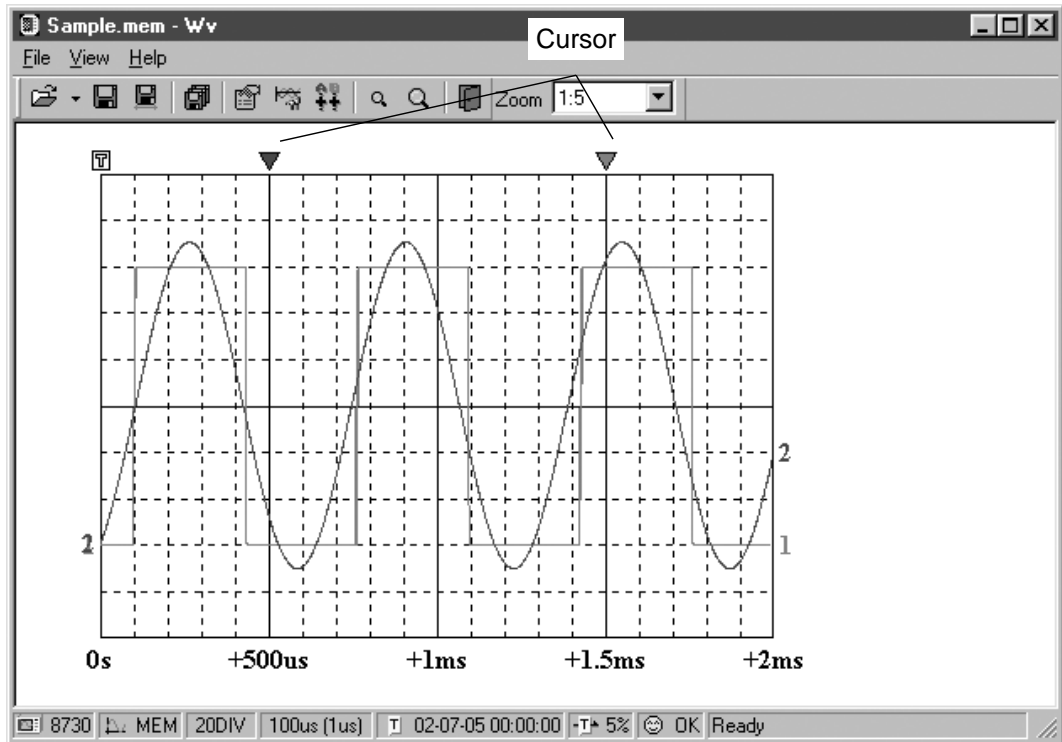 Sample.mem - Wv
Cursor
File View Help
Zoom 1:5
T
2
2
1
0s +500us +1ms +1.5ms +2ms
8730 MEM 20DIV 100us (1us) T 02-07-05 00:00:00 -T- 5% OK Ready